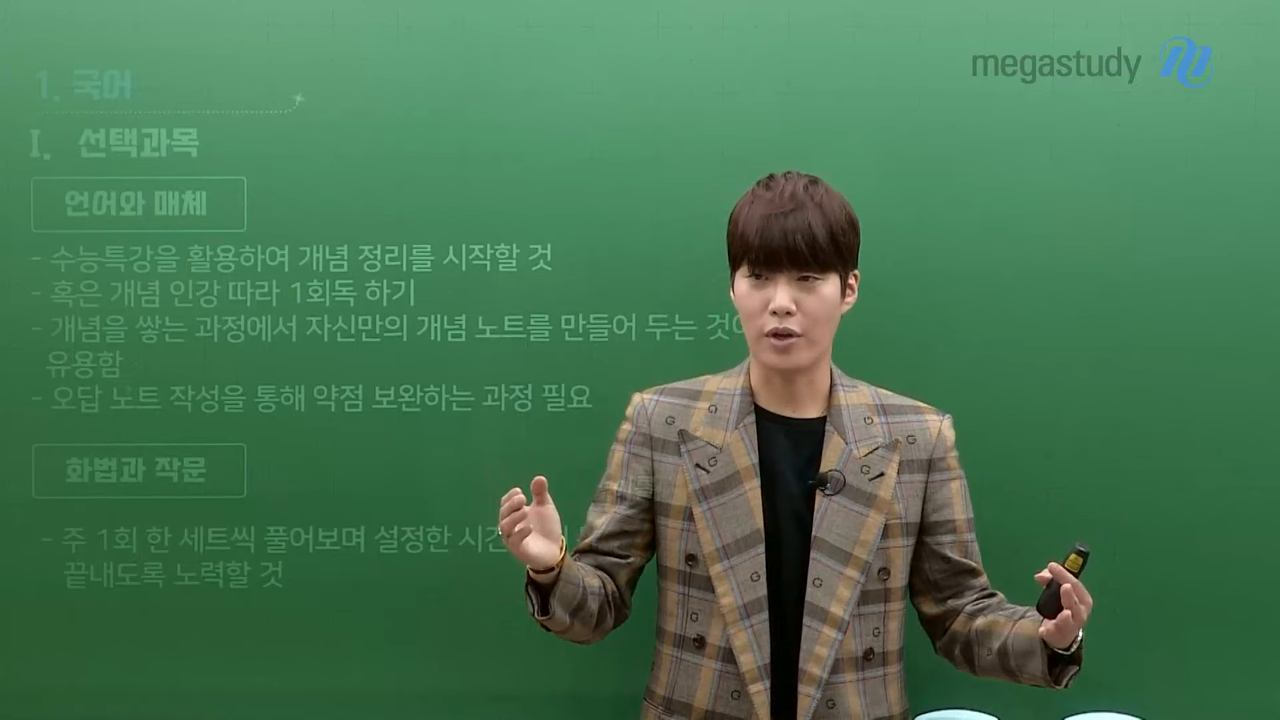 megastudy
1. 국어
I. 선택과목
언어와 매체
- 수능특강을 활용하여 개념 정리를 시작할 것
- 혹은 개념 인강 따라 1회독 하기
- 개념을 쌓는 과정에서 자신만의 개념 노트를 만들어 두는
유용함
- 오답 노트 작성을 통해 약점 보완하는 과정 필요
화법과 작문
- 주 1회 한 세트씩 풀어보며 설정한
끝내도록 노력할 것